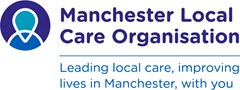 Manchester Local
Care Organisation
Leading local care, improving
lives in Manchester, with you